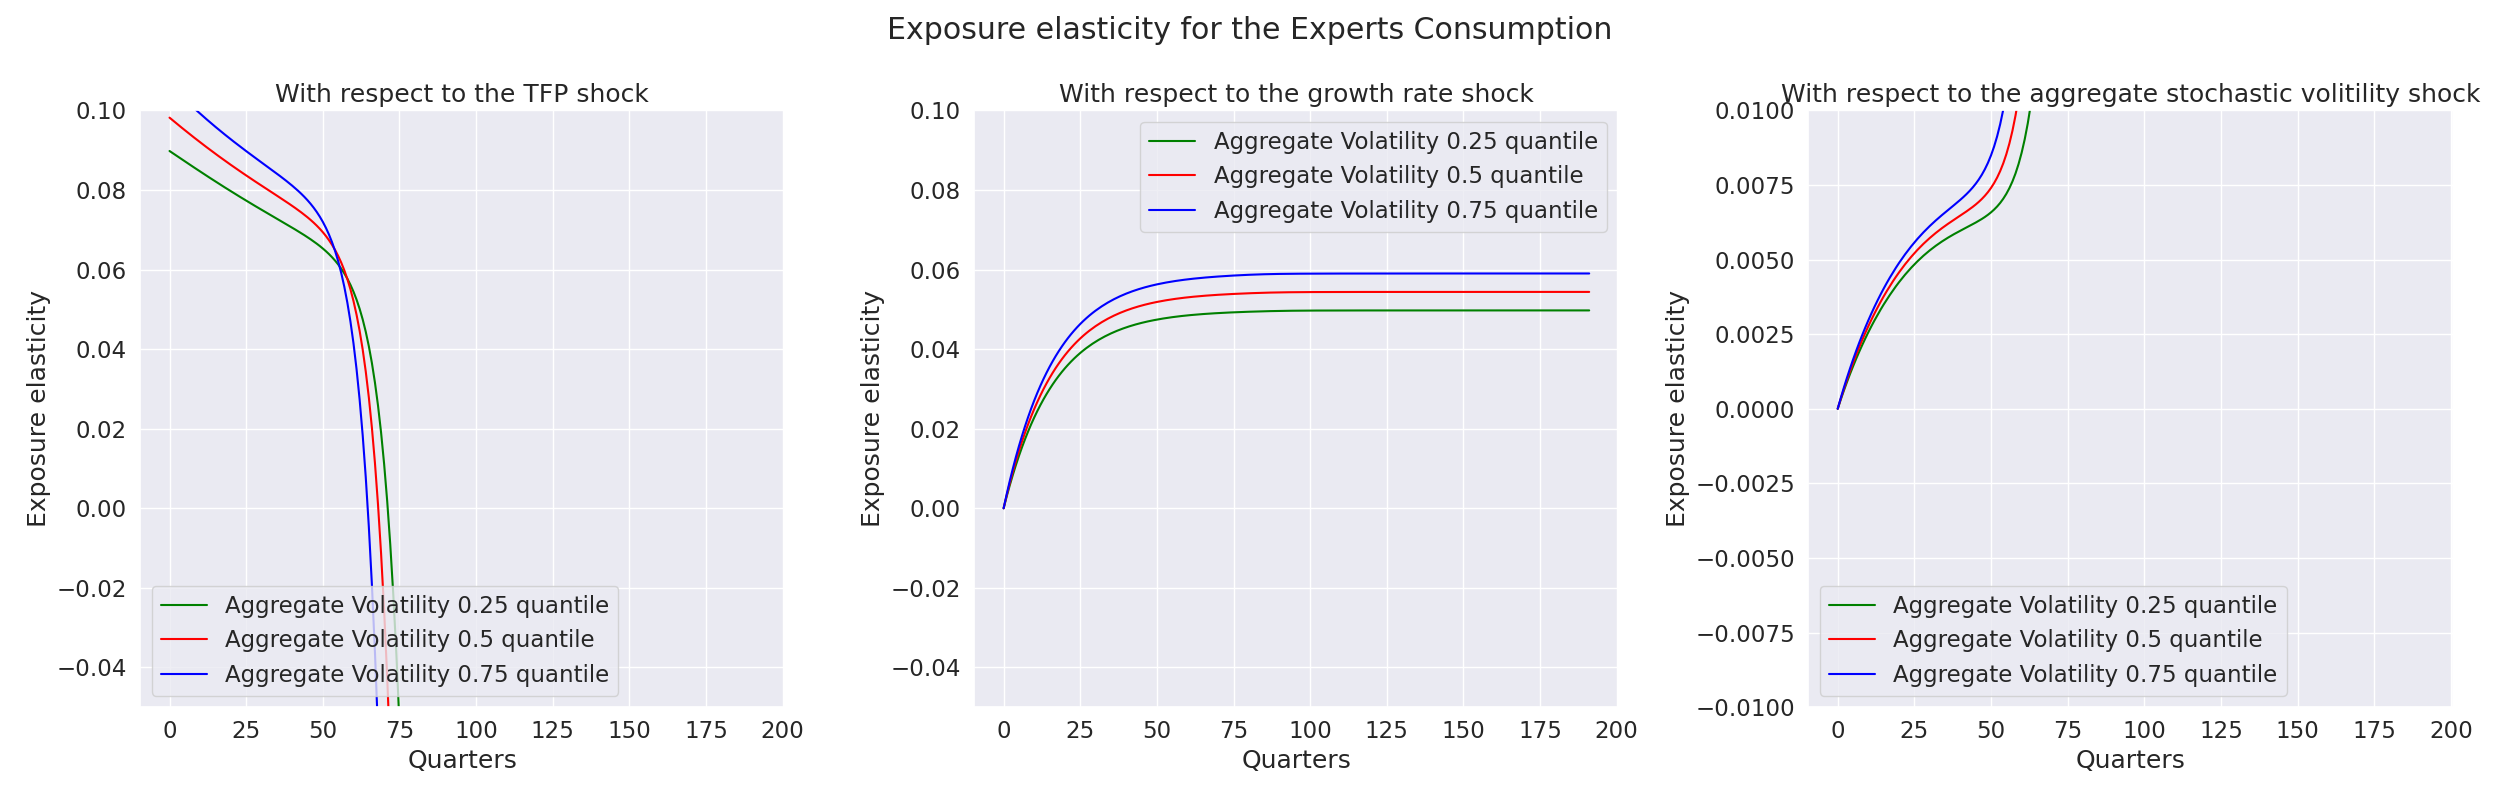 Exposure elasticity for the Experts Consumption
With respect to the TFP shock
Exposure elasticity
0.10
0.08
0.06
0.04
0.02
0.00
−0.02
−0.04
Aggregate Volatility 0.25 quantile
Aggregate Volatility 0.5 quantile
Aggregate Volatility 0.75 quantile
0 25 50 75 100 125 150 175 200
Quarters
With respect to the growth rate shock
Exposure elasticity
0.10
0.08
0.06
0.04
0.02
0.00
−0.02
−0.04
Aggregate Volatility 0.25 quantile
Aggregate Volatility 0.5 quantile
Aggregate Volatility 0.75 quantile
0 25 50 75 100 125 150 175 200
Quarters
With respect to the aggregate stochastic volitility shock
Exposure elasticity
0.0100
0.0075
0.0050
0.0025
0.0000
−0.0025
−0.0050
−0.0075
−0.0100
Aggregate Volatility 0.25 quantile
Aggregate Volatility 0.5 quantile
Aggregate Volatility 0.75 quantile
0 25 50 75 100 125 150 175 200
Quarters